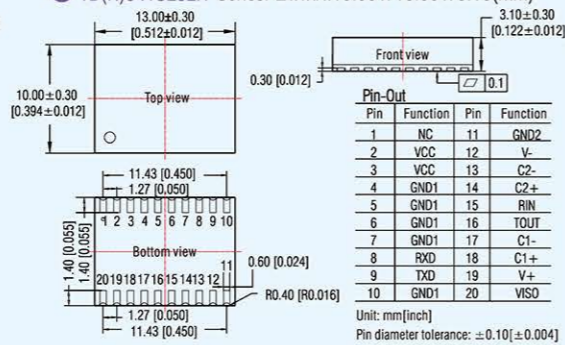 13.00±0.30
[0.512±0.012]
10.00±0.30
[0.394±0.012]
Top view
3.10±0.30
[0.122±0.012]
Front view
0.30 [0.012]
0.1
11.43 [0.450]
1.27 [0.050]
1 2 3 4 5 6 7 8 9 10
Bottom view
1.40 [0.055]
1.40 [0.055]
0.60 [0.024]
11
20 19 18 17 16 15 14 13 12
R0.40 [R0.016]
1.27 [0.050]
11.43 [0.450]
Pin-Out
Pin Function Pin Function
1 NC 11 GND2
2 VCC 12 V-
3 VCC 13 C2-
4 GND1 14 C2+
5 GND1 15 RIN
6 GND1 16 TOUT
7 GND1 17 C1-
8 RXD 18 C1+
9 TXD 19 V+
10 GND1 20 VISO
Unit: mm[inch]
Pin diameter tolerance: ±0.10[±0.004]